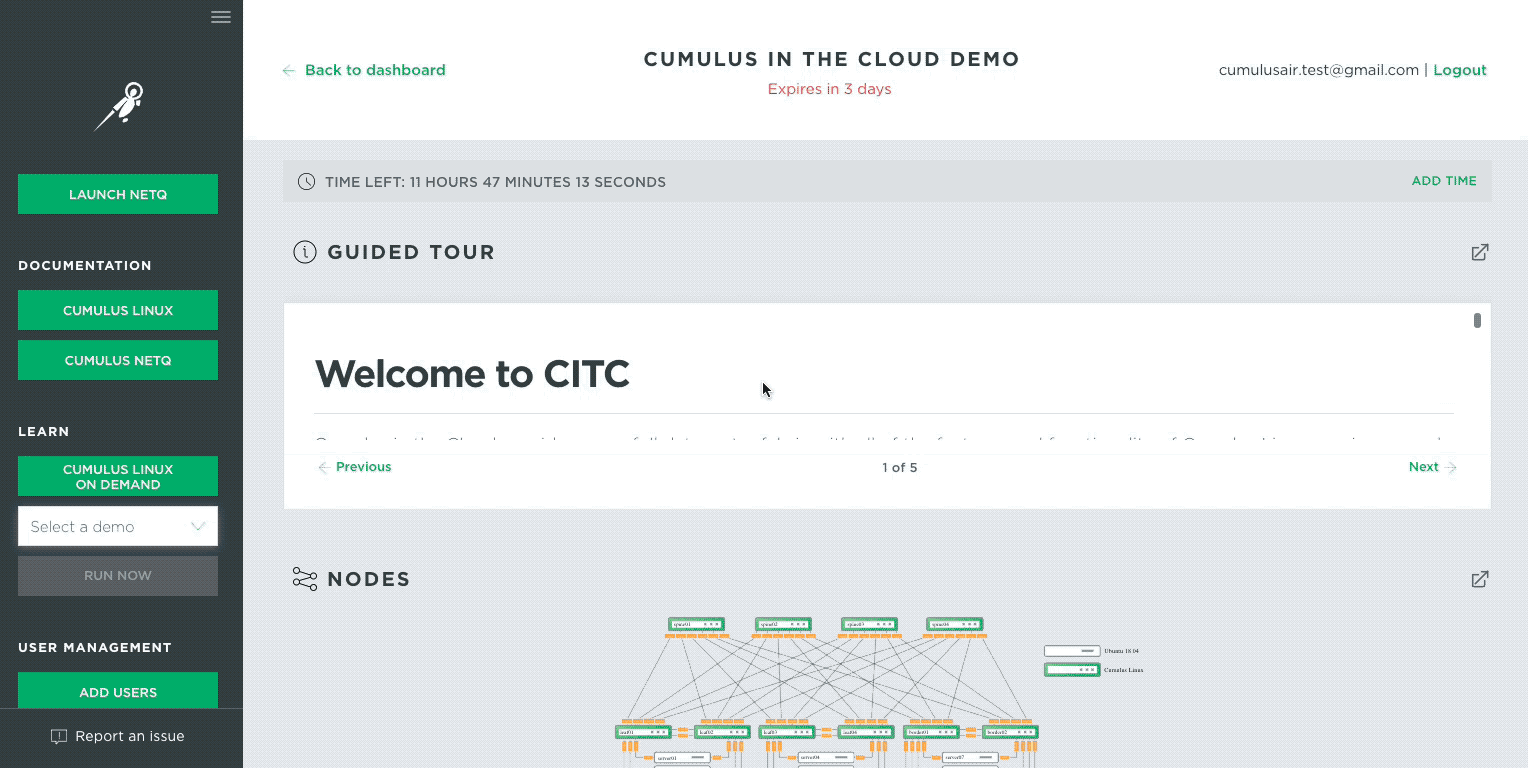 ← Back to dashboard
CUMULUS IN THE CLOUD DEMO
Expires in 3 days
cumulusair.test@gmail.com | Logout
LAUNCH NETQ
DOCUMENTATION
CUMULUS LINUX
CUMULUS NETQ
LEARN
CUMULUS LINUX
ON DEMAND
Select a demo
RUN NOW
USER MANAGEMENT
ADD USERS
Report an issue
TIME LEFT: 11 HOURS 47 MINUTES 13 SECONDS
ADD TIME
GUIDED TOUR
Welcome to CITC
← Previous
1 of 5
Next →
NODES
spine01
spine02
spine03
spine04
Ubuntu 18.04
Cumulus Linux
leaf01
leaf02
leaf03
leaf04
border01
border02
server01
server04
server07